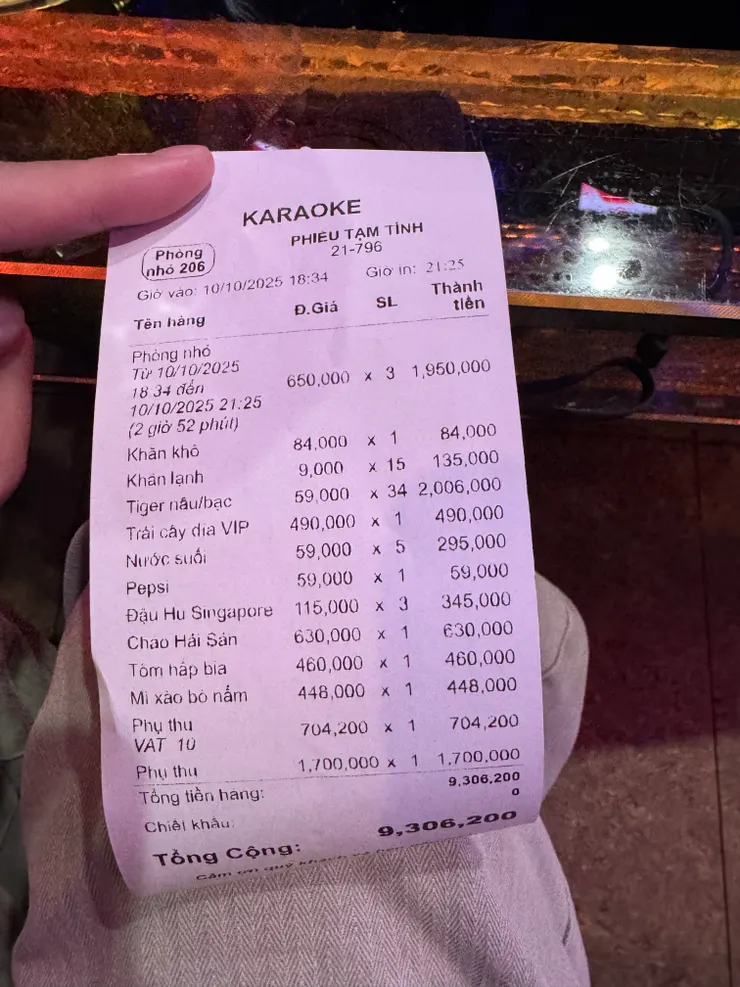 KARAOKE
PHIẾU TẠM TÍNH
21-796
Phòng
nhỏ 206
Giờ vào: 10/10/2025 18:34 Giờ in: 21:25
Tên hàng Đ.Giá SL Thành
tiền
Phòng nhỏ
Từ 10/10/2025
18:34 đến
10/10/2025 21:25
(2 giờ 52 phút) 650,000 x 3 1,950,000
Khăn khô 84,000 x 1 84,000
Khăn lạnh 9,000 x 15 135,000
Tiger nâu/bạc 59,000 x 34 2,006,000
Trái cây dĩa VIP 490,000 x 1 490,000
Nước suối 59,000 x 5 295,000
Pepsi 59,000 x 1 59,000
Đậu Hu Singapore 115,000 x 3 345,000
Cháo Hải Sản 630,000 x 1 630,000
Tôm hấp bia 460,000 x 1 460,000
Mì xào bò nấm 448,000 x 1 448,000
Phụ thu
VAT 10 704,200 x 1 704,200
Phụ thu 1,700,000 x 1 1,700,000
Tổng tiền hàng: 9,306,200
Chiết khấu: 0
Tổng Cộng: 9,306,200
Cảm ơn quý khách